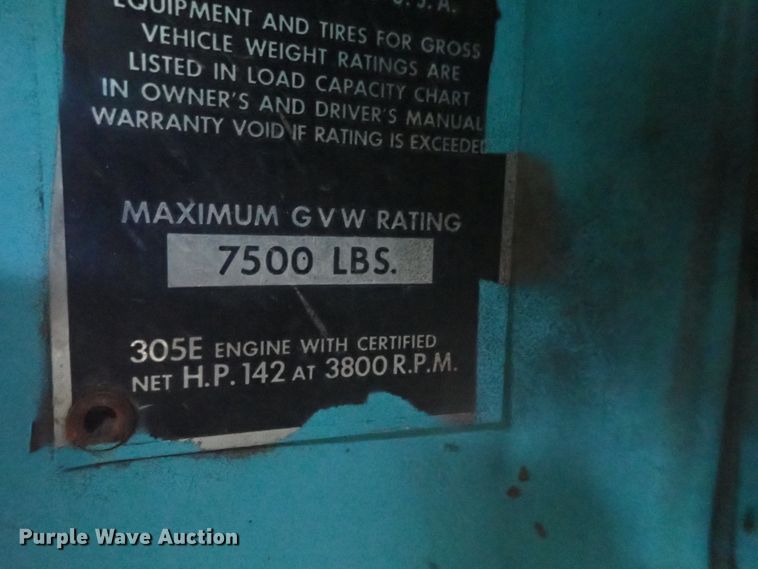 U.S.A.
EQUIPMENT AND TIRES FOR GROSS
VEHICLE WEIGHT RATINGS ARE
LISTED IN LOAD CAPACITY CHART
IN OWNER'S AND DRIVER'S MANUAL
WARRANTY VOID IF RATING IS EXCEEDED
MAXIMUM GVW RATING
7500 LBS.
305E ENGINE WITH CERTIFIED
NET H.P. 142 AT 3800 R.P.M.
Purple Wave Auction